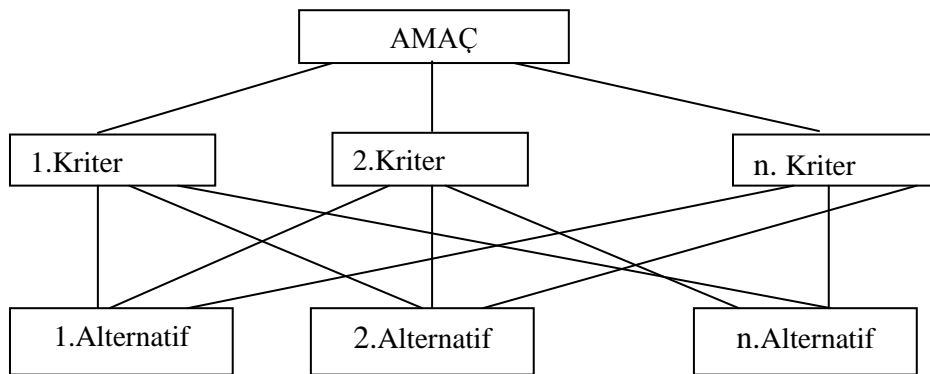 AMAÇ
1.Kriter
2.Kriter
n. Kriter
1.Alternatif
2.Alternatif
n.Alternatif